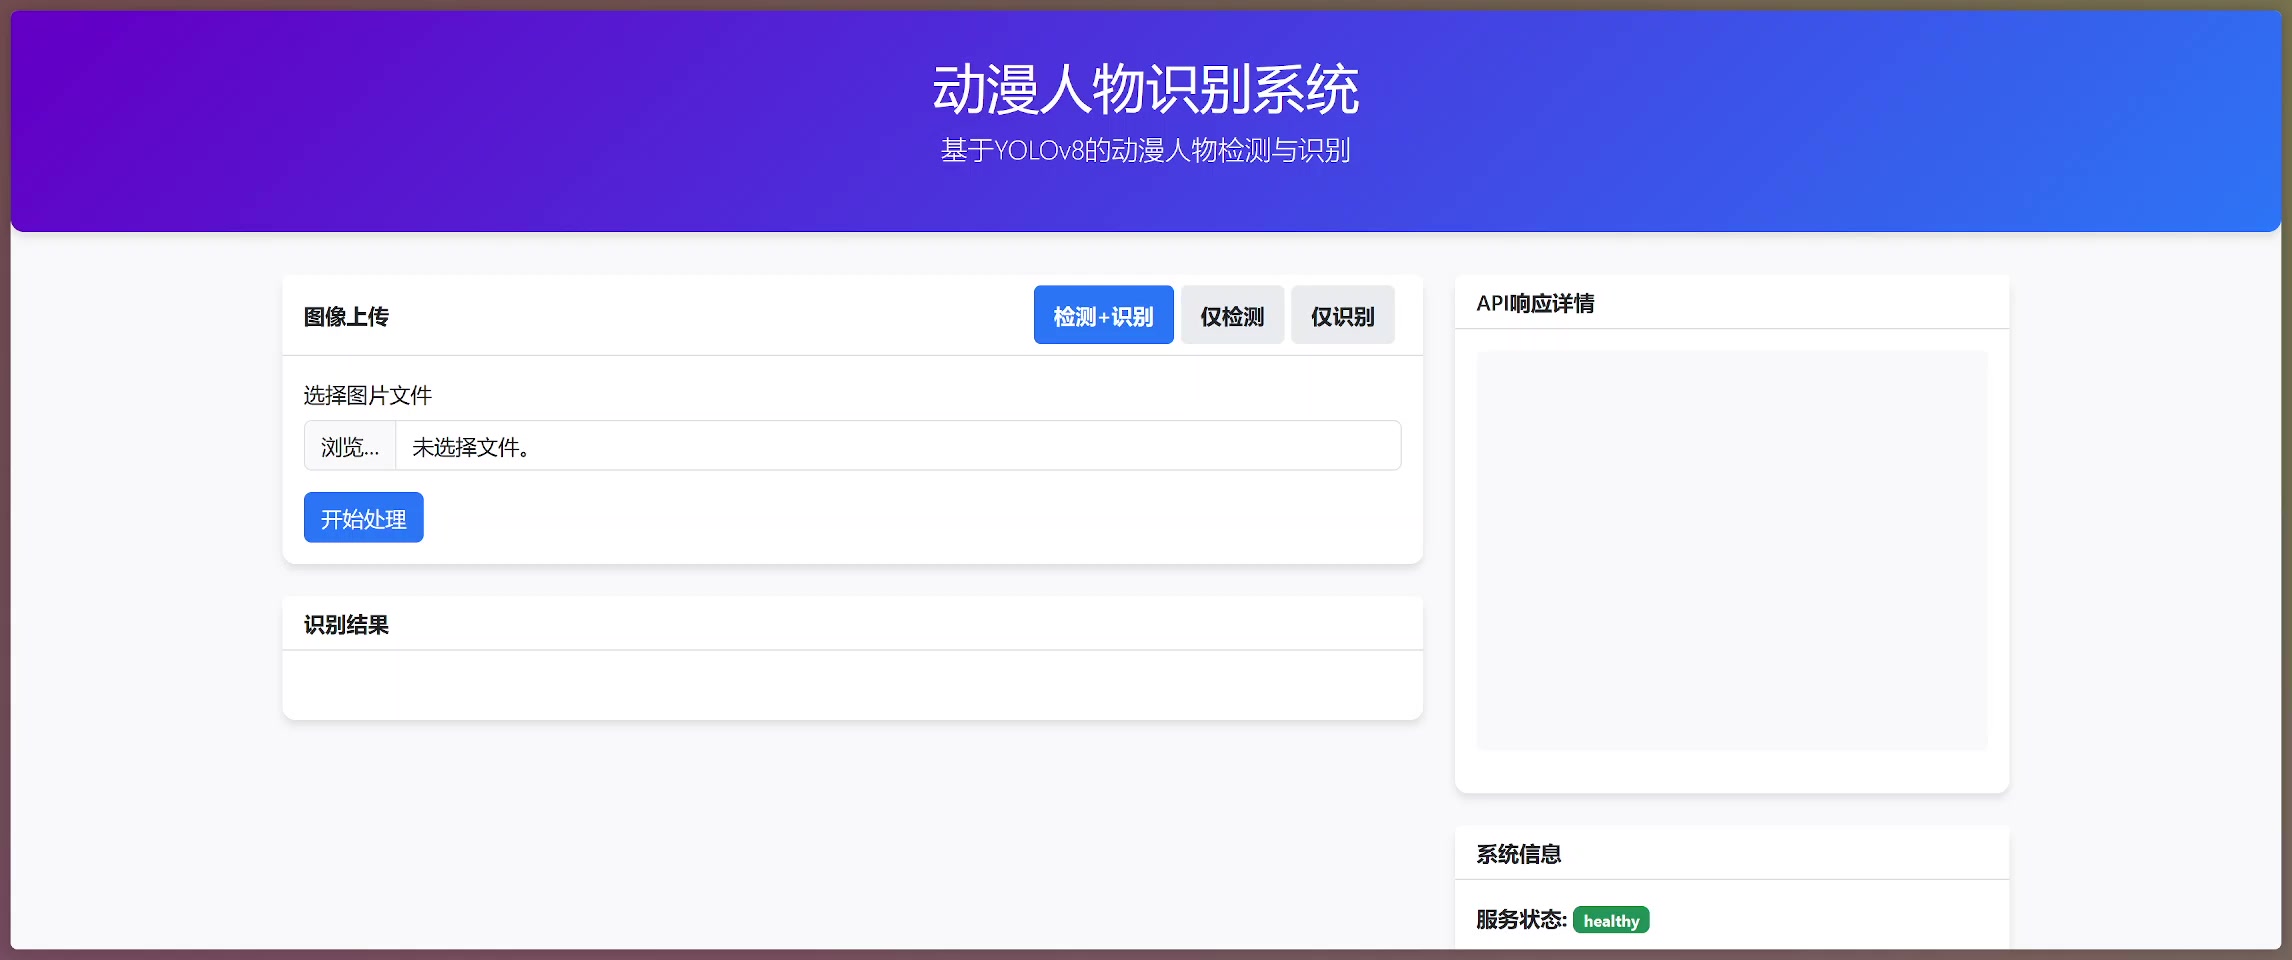 动漫人物识别系统
基于YOLOv8的动漫人物检测与识别
图像上传
检测+识别
仅检测
仅识别
选择图片文件
浏览...
未选择文件。
开始处理
识别结果
API响应详情
系统信息
服务状态: healthy